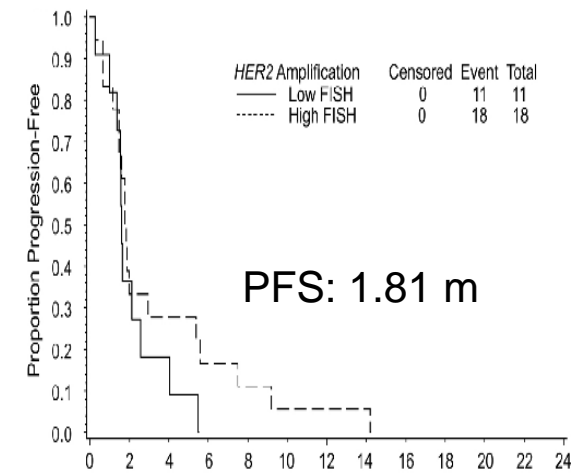 HER2 Amplification Censored Event Total
Low FISH 0 11 11
High FISH 0 18 18
PFS: 1.81 m
Proportion Progression-Free
1.0
0.9
0.8
0.7
0.6
0.5
0.4
0.3
0.2
0.1
0.0
0 2 4 6 8 10 12 14 16 18 20 22 24